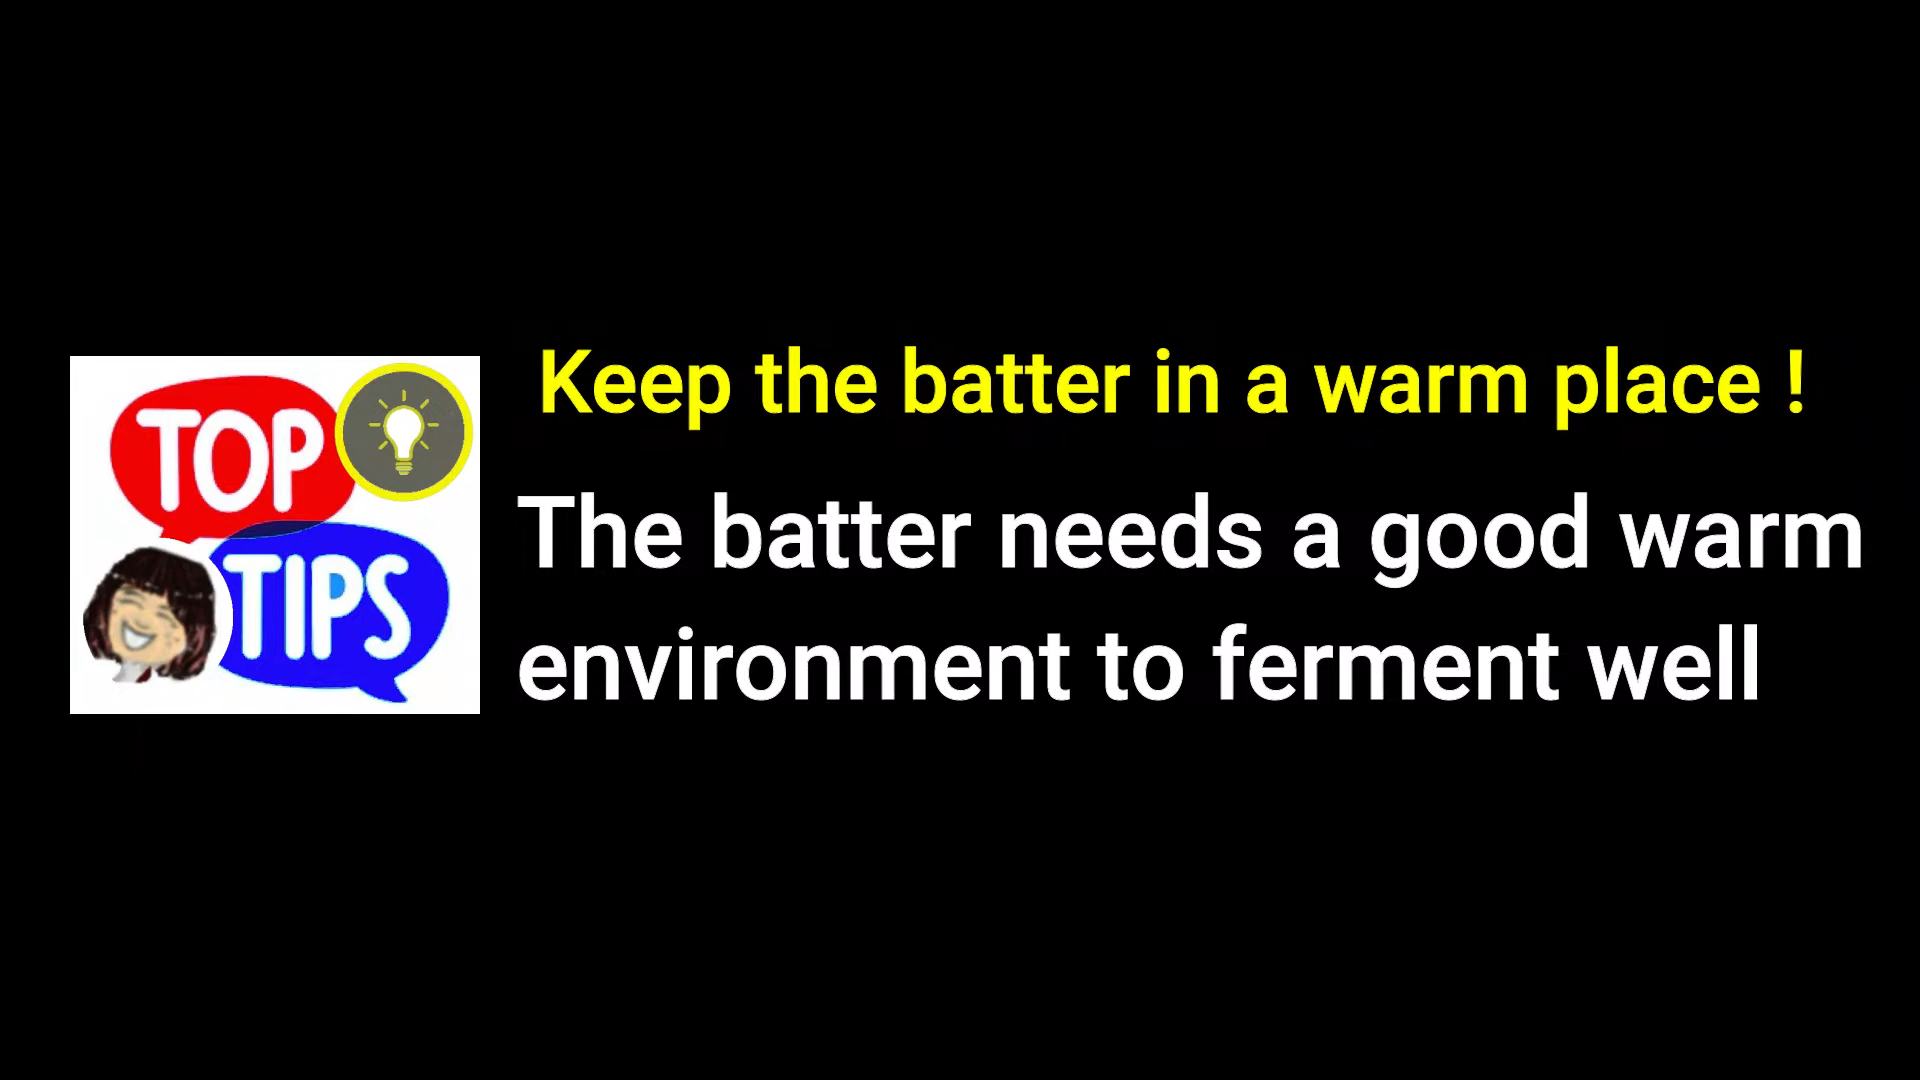 TOP
TIPS
Keep the batter in a warm place !
The batter needs a good warm
environment to ferment well